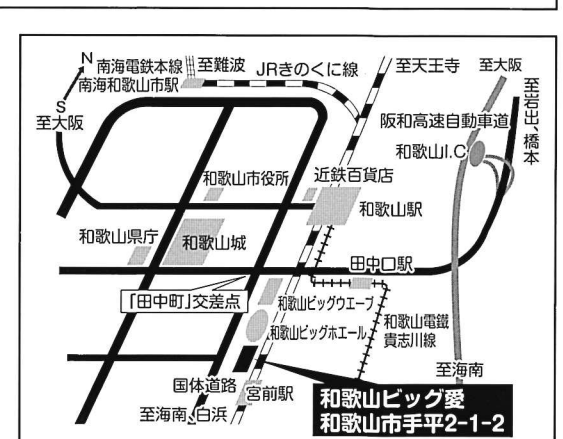 N
S
至大阪
南海電鉄本線
南海和歌山市駅
至難波
JRきのくに線
至天王寺
至大阪
至岩出、橋本
阪和高速自動車道
和歌山I.C
和歌山市役所
近鉄百貨店
和歌山駅
和歌山県庁
和歌山城
田中口駅
「田中町」交差点
和歌山ビッグウエーブ
和歌山ビッグホエール
和歌山電鐵
貴志川線
国体道路
宮前駅
至海南、白浜
至海南
和歌山ビッグ愛
和歌山市手平2-1-2